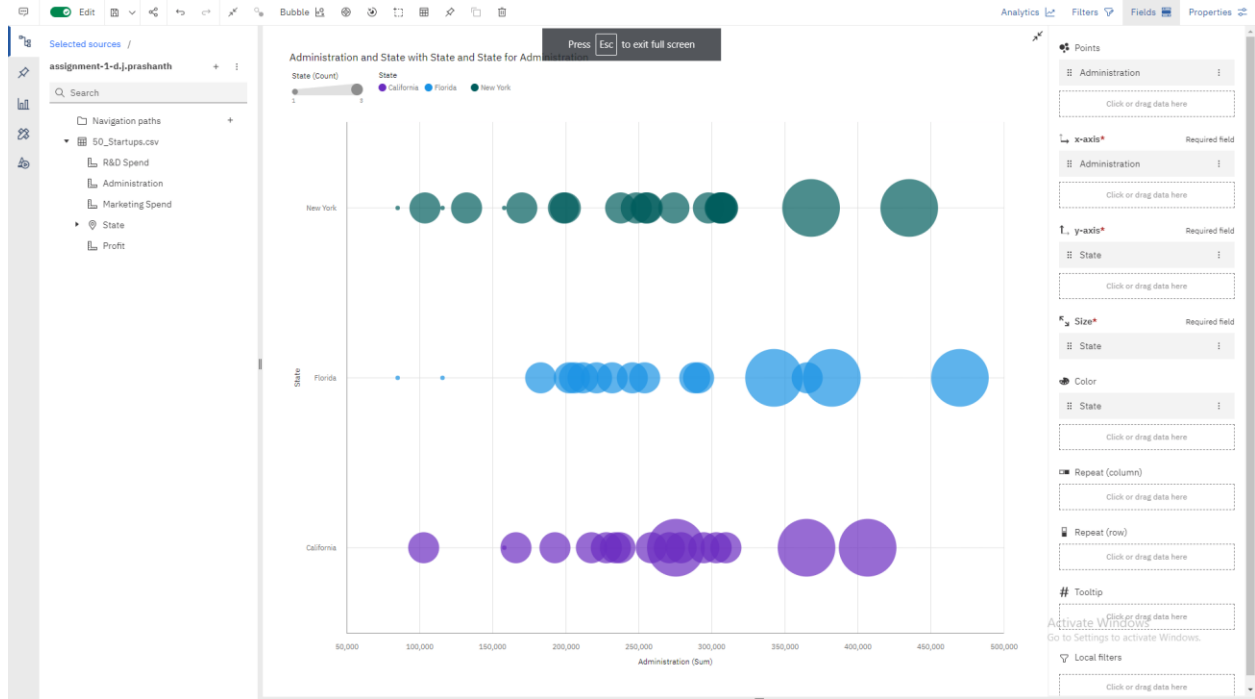 Edit
Bubble
Analytics
Filters
Fields
Properties
Selected sources /
assignment-1-d.j.prashanth
Search
Navigation paths
50_Startups.csv
R&D Spend
Administration
Marketing Spend
State
Profit
Press Esc to exit full screen
Administration and State with State and State for Administration
State (Count)
1
3
State
California
Florida
New York
State
New York
Florida
California
50,000
100,000
150,000
200,000
250,000
300,000
350,000
400,000
450,000
500,000
Administration (Sum)
Points
Administration
Click or drag data here
x-axis* Required field
Administration
Click or drag data here
y-axis* Required field
State
Click or drag data here
Size* Required field
State
Color
State
Click or drag data here
Repeat (column)
Click or drag data here
Repeat (row)
Click or drag data here
Tooltip
Click or drag data here
Activate Windows
Go to Settings to activate Windows.
Local filters
Click or drag data here